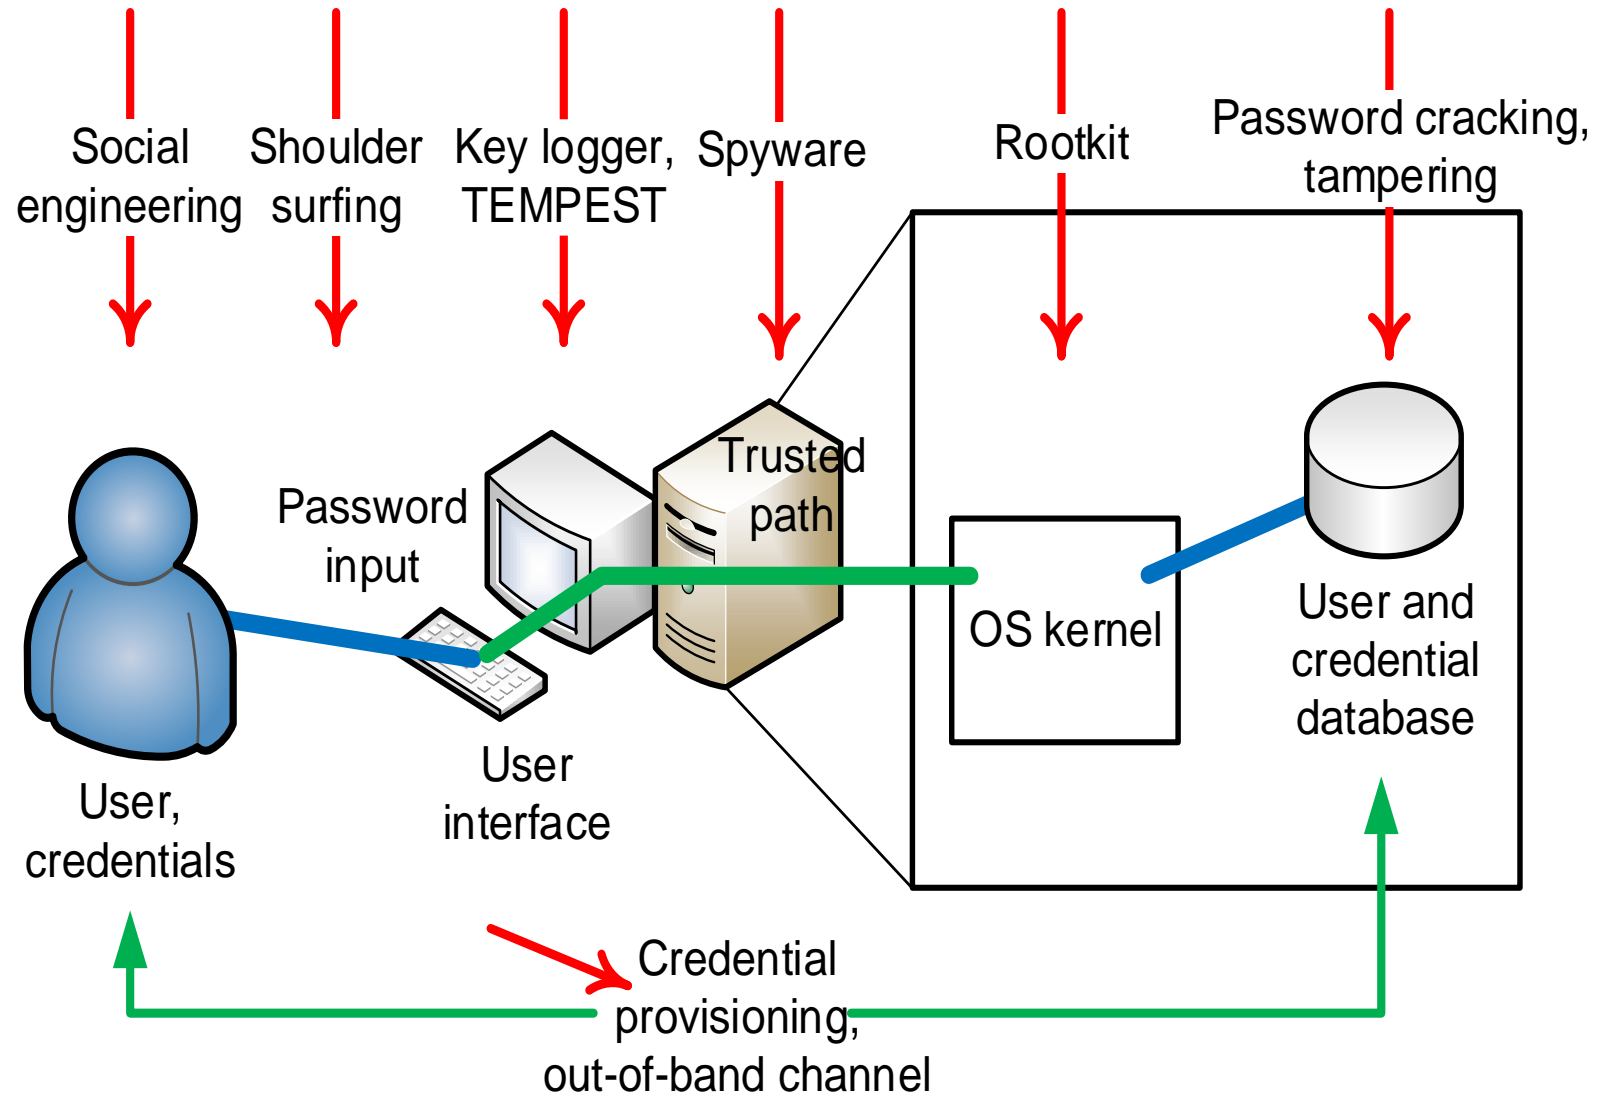 Social
engineering
Shoulder
surfing
Key logger,
TEMPEST
Spyware
Rootkit
Password cracking,
tampering
Trusted
path
Password
input
OS kernel
User and
credential
database
User
interface
User,
credentials
Credential
provisioning,
out-of-band channel